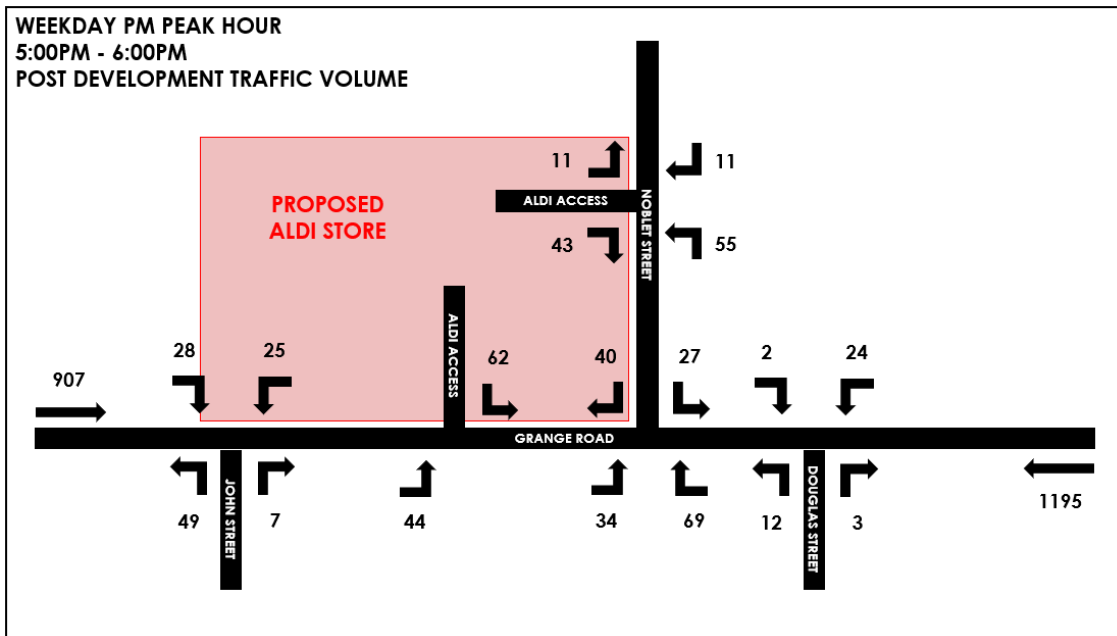 WEEKDAY PM PEAK HOUR
5:00PM - 6:00PM
POST DEVELOPMENT TRAFFIC VOLUME
11
11
ALDI ACCESS
NOBLET STREET
PROPOSED
ALDI STORE
43
55
ALDI ACCESS
28
25
62
40
27
2
24
907
GRANGE ROAD
JOHN STREET
DOUGLAS STREET
49
7
44
34
69
12
3
1195